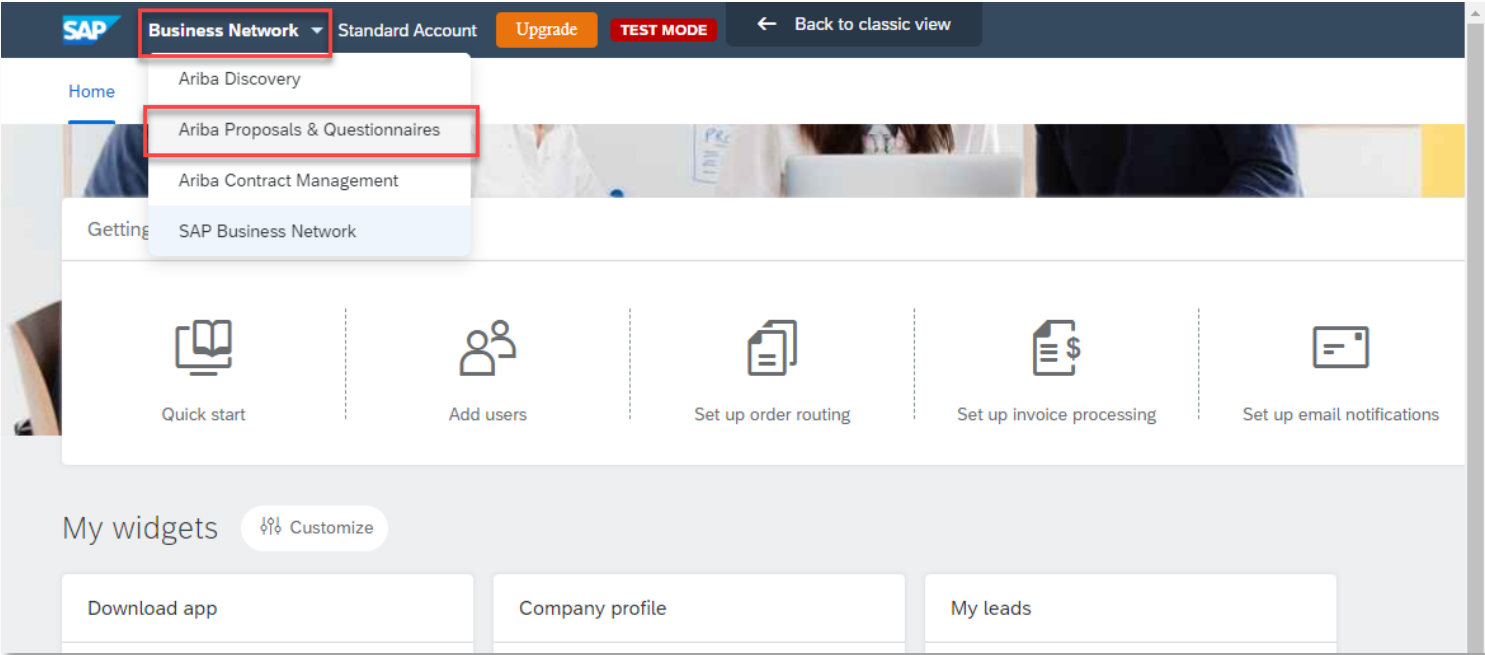 SAP Business Network Standard Account Upgrade TEST MODE Back to classic view
Ariba Discovery
Home
Ariba Proposals & Questionnaires
Ariba Contract Management
Getting
SAP Business Network
Quick start Add users Set up order routing Set up invoice processing Set up email notifications
My widgets Customize
Download app Company profile My leads